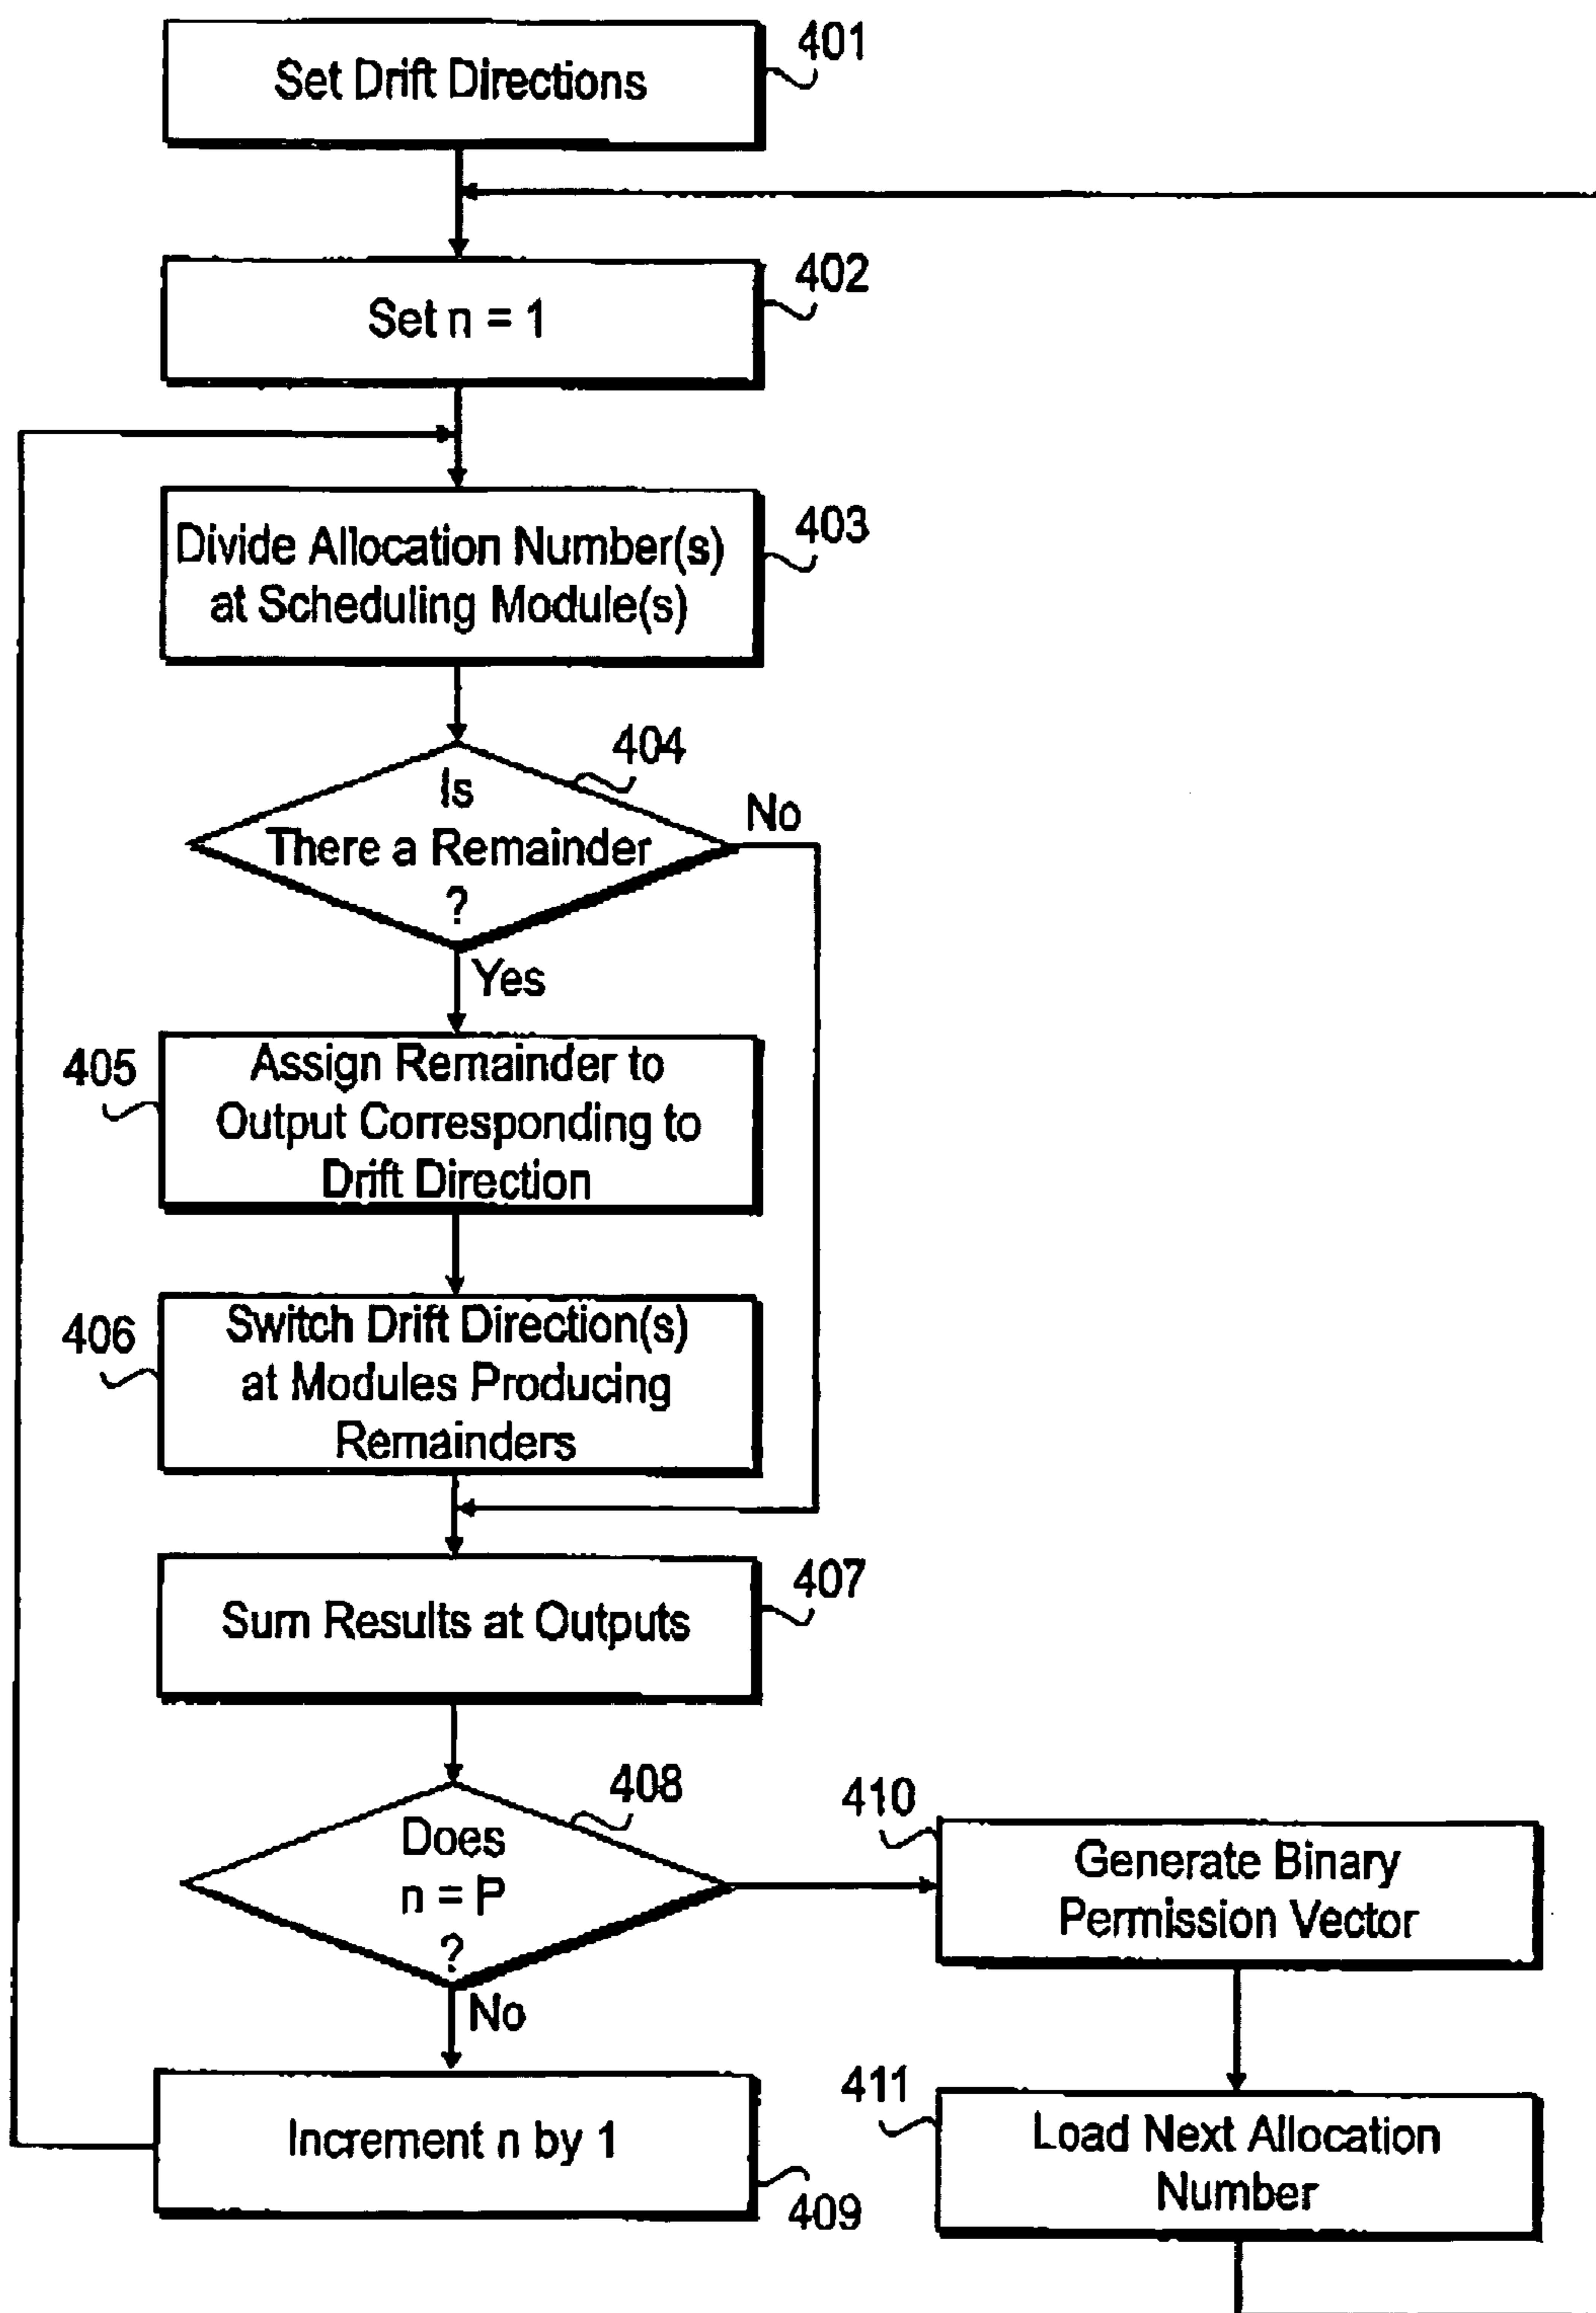 Set Drift Directions
401
Set n = 1
402
Divide Allocation Number(s)
at Scheduling Module(s)
403
404
Is
There a Remainder
?
No
Yes
405
Assign Remainder to
Output Corresponding to
Drift Direction
406
Switch Drift Direction(s)
at Modules Producing
Remainders
Sum Results at Outputs
407
408
Does
n = P
?
No
410
Generate Binary
Permission Vector
Increment n by 1
409
411
Load Next Allocation
Number